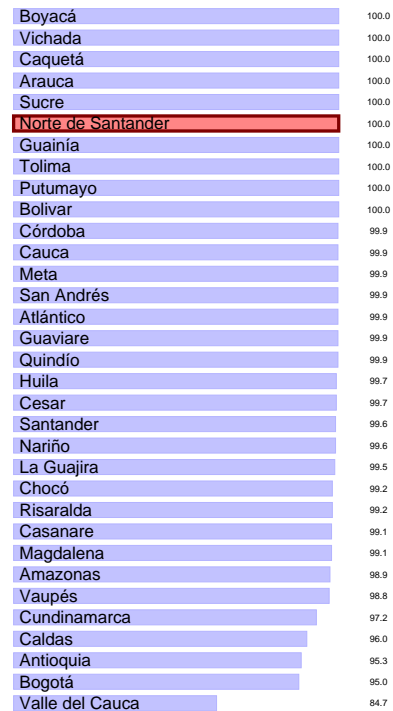 Boyacá 100.0
Vichada 100.0
Caquetá 100.0
Arauca 100.0
Sucre 100.0
Norte de Santander 100.0
Guainía 100.0
Tolima 100.0
Putumayo 100.0
Bolivar 100.0
Córdoba 99.9
Cauca 99.9
Meta 99.9
San Andrés 99.9
Atlántico 99.9
Guaviare 99.9
Quindío 99.9
Huila 99.7
Cesar 99.7
Santander 99.6
Nariño 99.6
La Guajira 99.5
Chocó 99.2
Risaralda 99.2
Casanare 99.1
Magdalena 99.1
Amazonas 98.9
Vaupés 98.8
Cundinamarca 97.2
Caldas 96.0
Antioquia 95.3
Bogotá 95.0
Valle del Cauca 84.7